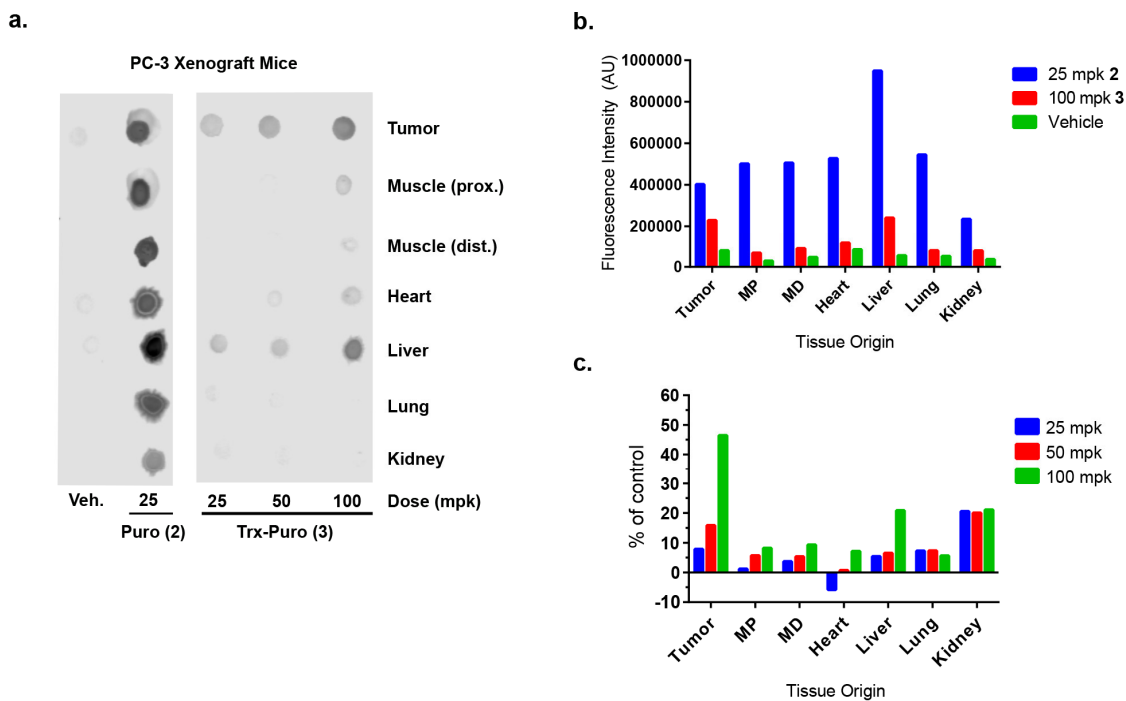 a.
PC-3 Xenograft Mice
Tumor
Muscle (prox.)
Muscle (dist.)
Heart
Liver
Lung
Kidney
Veh. 25 25 50 100 Dose (mpk)
Puro (2) Trx-Puro (3)
b.
Fluorescence Intensity (AU)
1000000
800000
600000
400000
200000
0
Tumor MP MD Heart Liver Lung Kidney
Tissue Origin
25 mpk 2
100 mpk 3
Vehicle
c.
% of control
60
50
40
30
20
10
0
-10
Tumor MP MD Heart Liver Lung Kidney
Tissue Origin
25 mpk
50 mpk
100 mpk